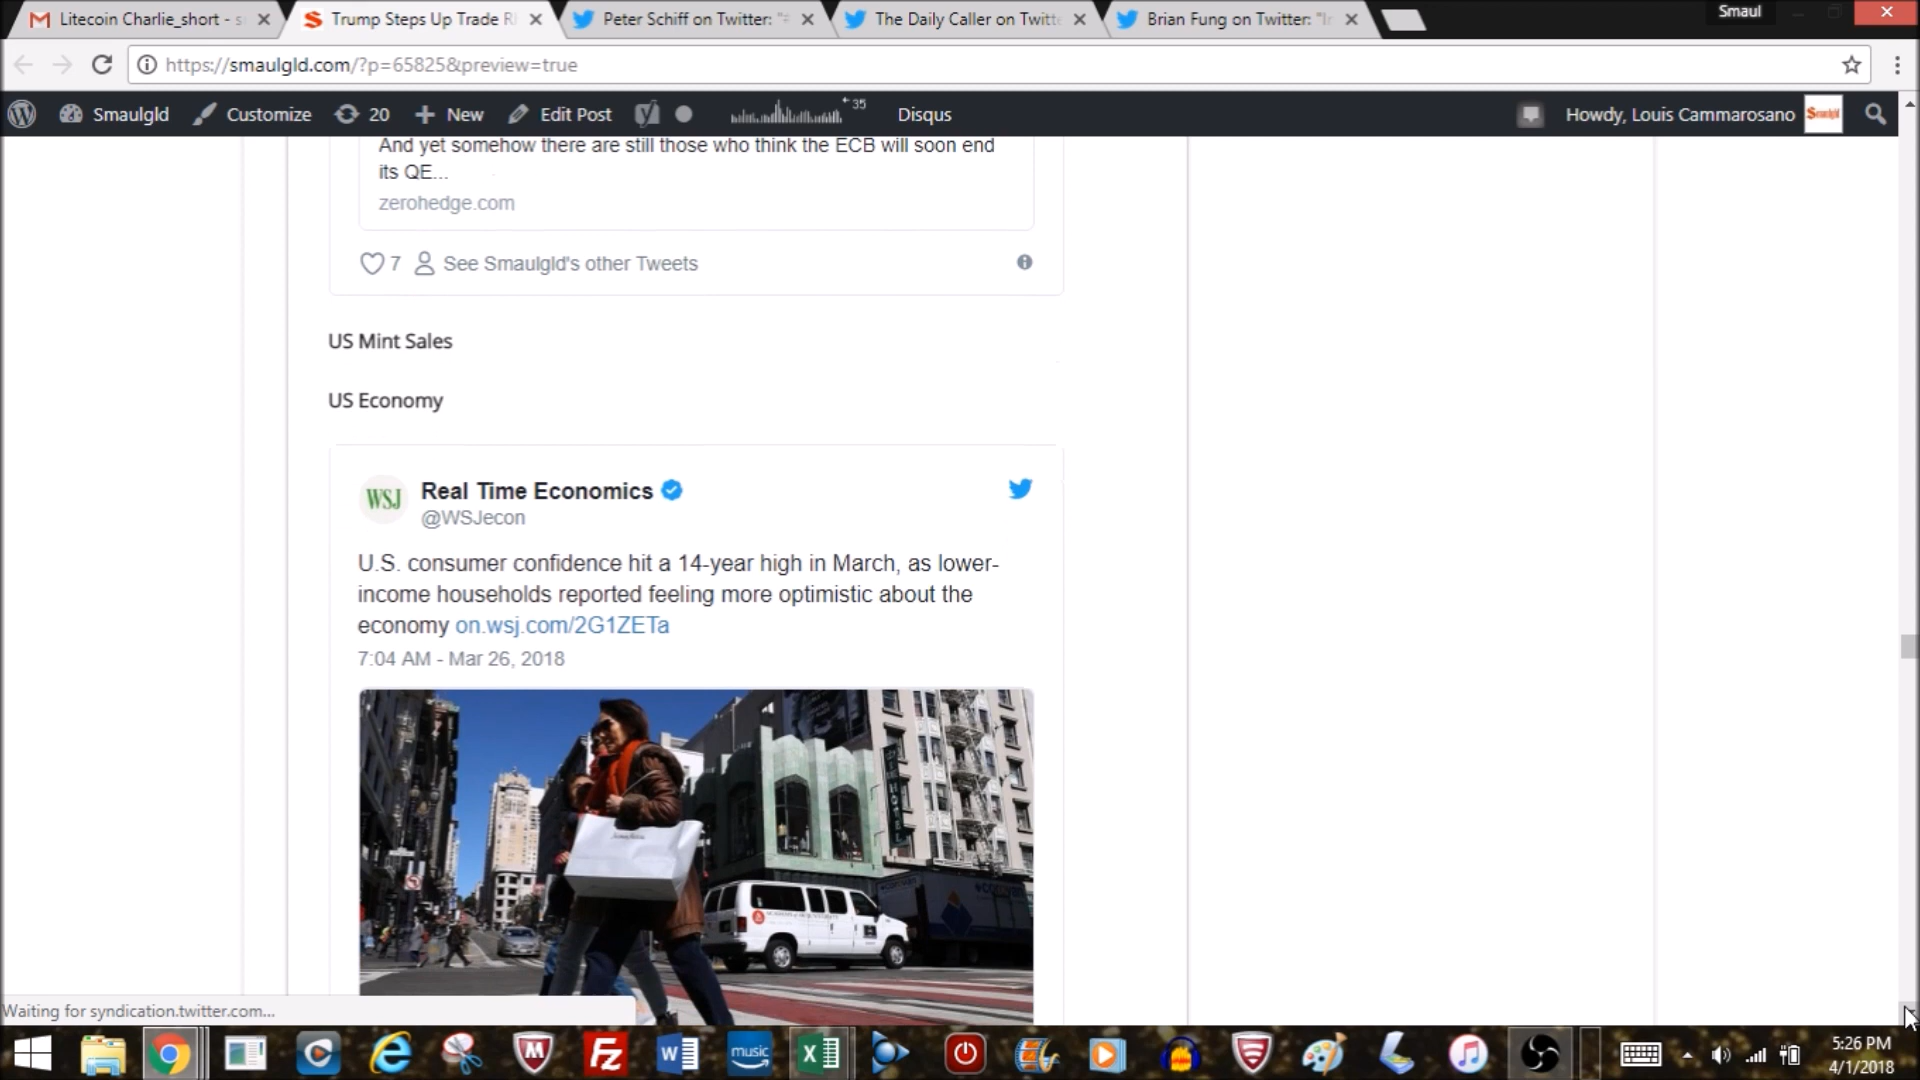 Litecoin Charlie_short - s
Trump Steps Up Trade R
Peter Schiff on Twitter: "#
The Daily Caller on Twitt
Brian Fung on Twitter: "I
Smaul
https://smaulgld.com/?p=65825&preview=true
Smaulgld
Customize
20
New
Edit Post
35
Disqus
Howdy, Louis Cammarosano
Smaulgld
And yet somehow there are still those who think the ECB will soon end
its QE...
zerohedge.com
7
See Smaulgld's other Tweets
US Mint Sales
US Economy
WSJ
Real Time Economics
@WSJecon
U.S. consumer confidence hit a 14-year high in March, as lower-
income households reported feeling more optimistic about the
economy on.wsj.com/2G1ZETa
7:04 AM - Mar 26, 2018
HOTEL
Waiting for syndication.twitter.com...
music
5:26 PM
4/1/2018